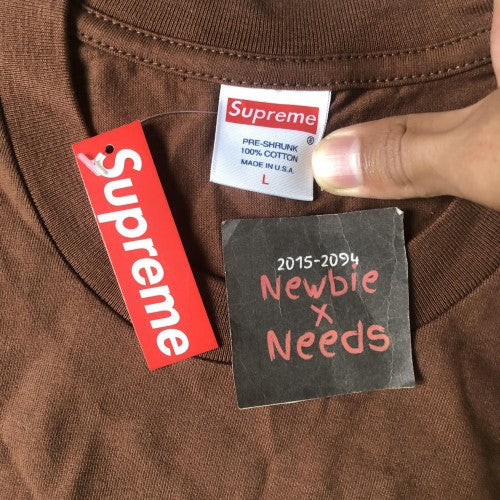 Supreme
®
PRE-SHRUNK
100% COTTON
MADE IN U.S.A.
L
Supreme
2015-2094
Newbie
x
Needs